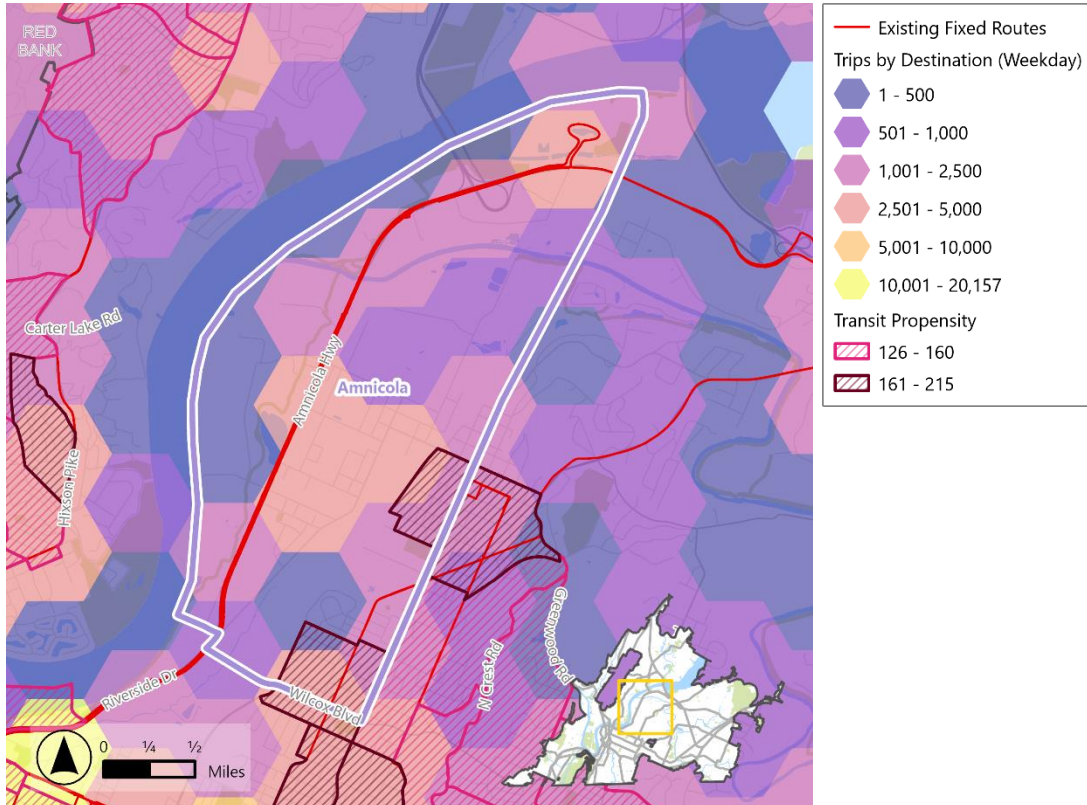 RED
BANK
Carter Lake Rd
Hixson Pike
Amnicola Hwy
Amnicola
Riverside Dr
Wilcox Blvd
N Crest Rd
Greenwood Rd
0 ¼ ½
Miles
Existing Fixed Routes
Trips by Destination (Weekday)
1 - 500
501 - 1,000
1,001 - 2,500
2,501 - 5,000
5,001 - 10,000
10,001 - 20,157
Transit Propensity
126 - 160
161 - 215